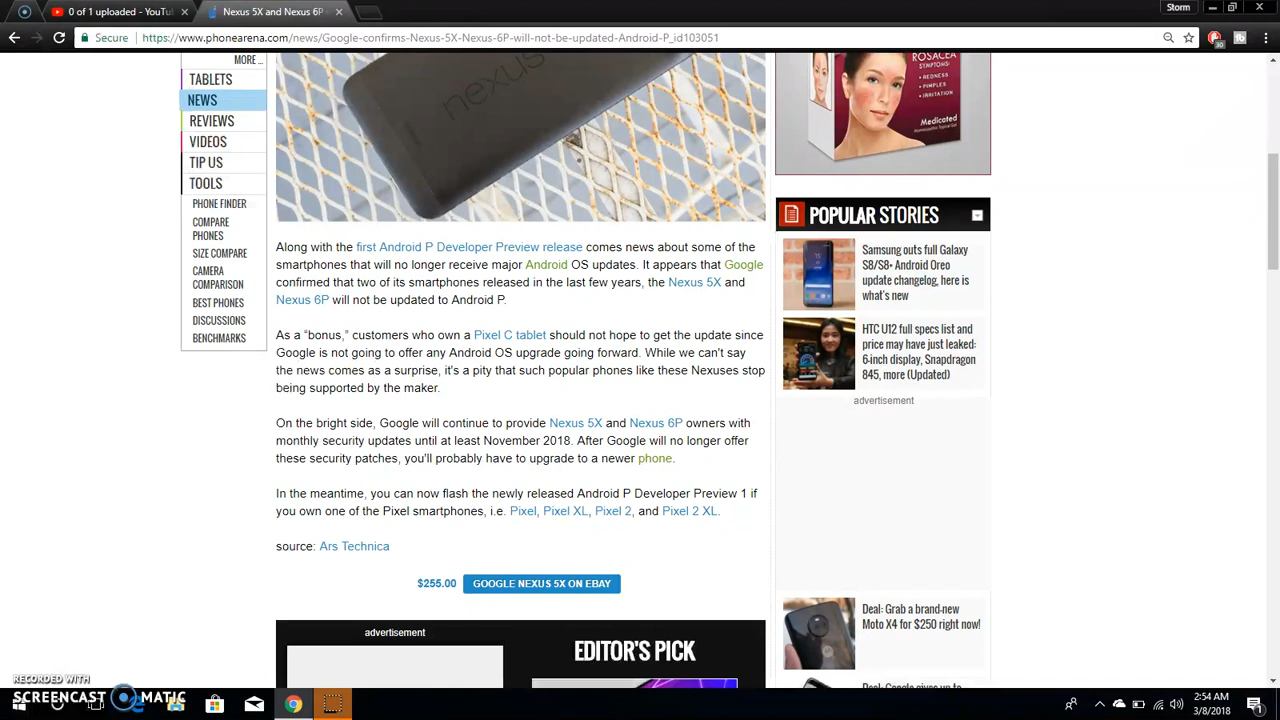 0 of 1 uploaded - YouTu
Nexus 5X and Nexus 6P
Storm
Secure
https://www.phonearena.com/news/Google-confirms-Nexus-5X-Nexus-6P-will-not-be-updated-Android-P_id103051
30
MORE ...
TABLETS
NEWS
REVIEWS
VIDEOS
TIP US
TOOLS
PHONE FINDER
COMPARE
PHONES
SIZE COMPARE
CAMERA
COMPARISON
BEST PHONES
DISCUSSIONS
BENCHMARKS
nexus
Along with the first Android P Developer Preview release comes news about some of the
smartphones that will no longer receive major Android OS updates. It appears that Google
confirmed that two of its smartphones released in the last few years, the Nexus 5X and
Nexus 6P will not be updated to Android P.
As a “bonus,” customers who own a Pixel C tablet should not hope to get the update since
Google is not going to offer any Android OS upgrade going forward. While we can't say
the news comes as a surprise, it's a pity that such popular phones like these Nexuses stop
being supported by the maker.
On the bright side, Google will continue to provide Nexus 5X and Nexus 6P owners with
monthly security updates until at least November 2018. After Google will no longer offer
these security patches, you'll probably have to upgrade to a newer phone.
In the meantime, you can now flash the newly released Android P Developer Preview 1 if
you own one of the Pixel smartphones, i.e. Pixel, Pixel XL, Pixel 2, and Pixel 2 XL.
source: Ars Technica
$255.00 GOOGLE NEXUS 5X ON EBAY
advertisement
EDITOR'S PICK
ROSACEA
SYMPTOMS:
• REDNESS
• PIMPLES
• IRRITATION
Medicated
POPULAR STORIES
Samsung outs full Galaxy
S8/S8+ Android Oreo
update changelog, here is
what's new
HTC U12 full specs list and
price may have just leaked:
6-inch display, Snapdragon
845, more (Updated)
advertisement
Deal: Grab a brand-new
Moto X4 for $250 right now!
RECORDED WITH
SCREENCAST MATIC
2:54 AM
3/8/2018